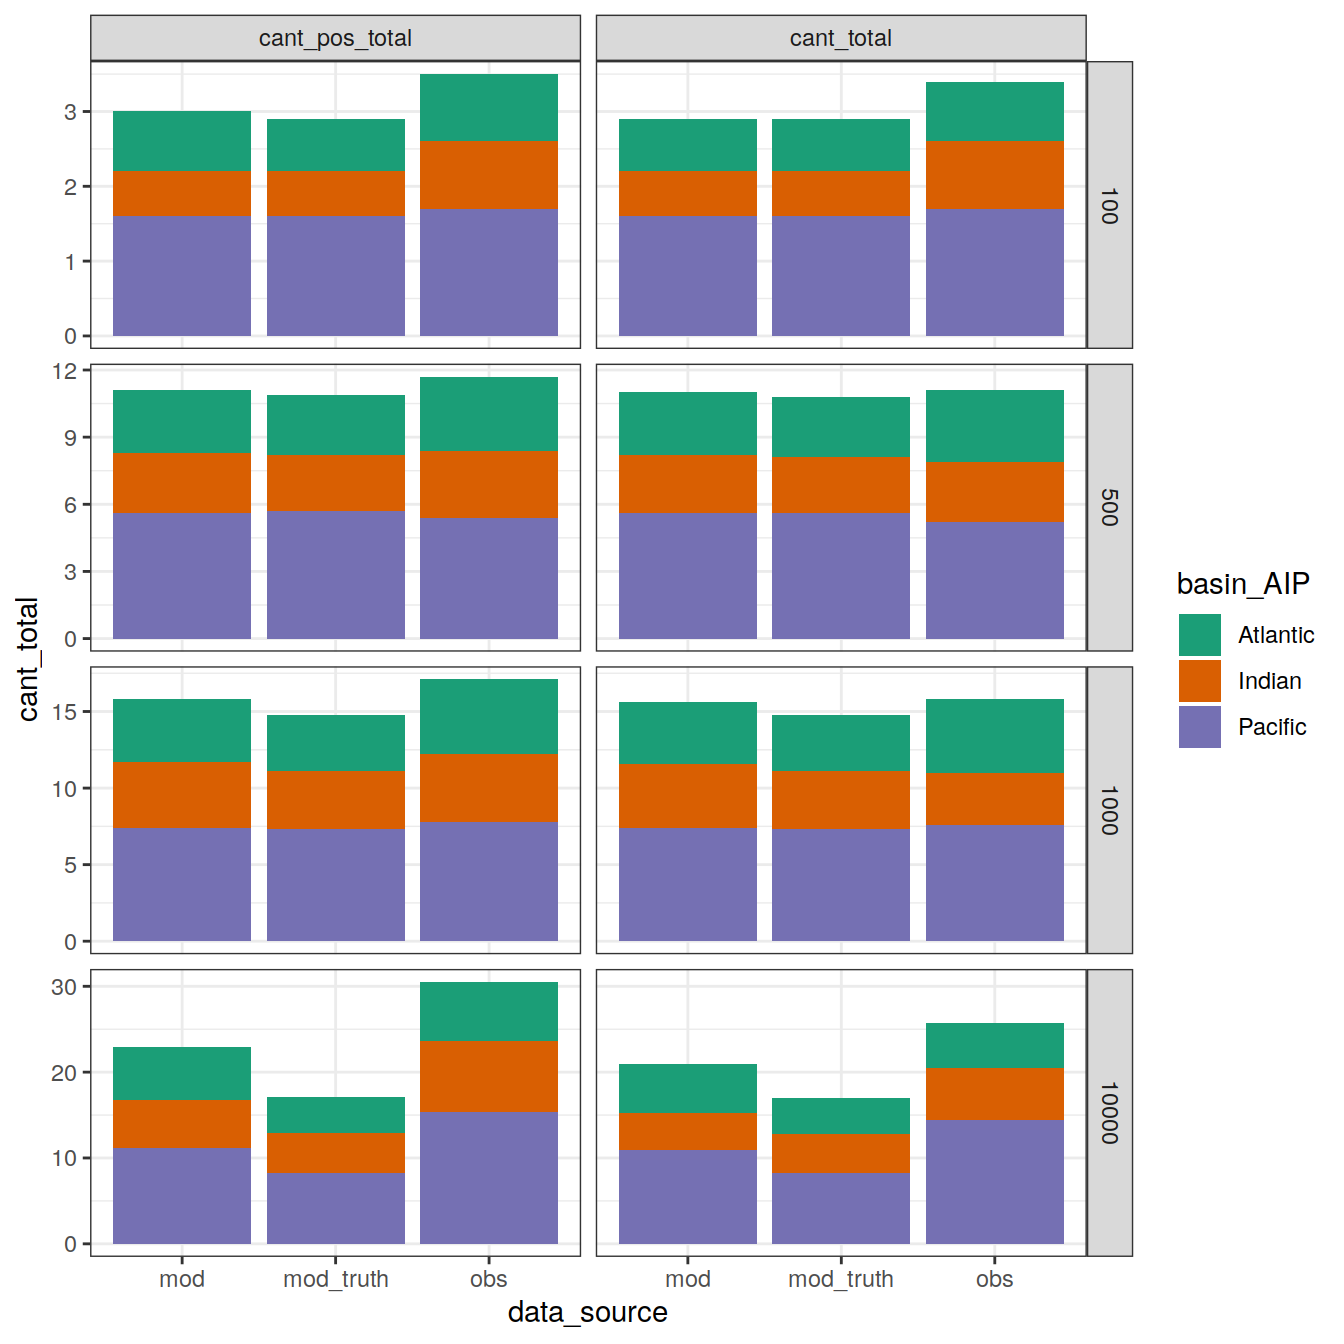 cant_pos_total
cant_total
3
2
1
0
100
12
9
6
3
0
500
15
10
5
0
1000
30
20
10
0
10000
mod
mod_truth
obs
mod
mod_truth
obs
data_source
cant_total
basin_AIP
Atlantic
Indian
Pacific